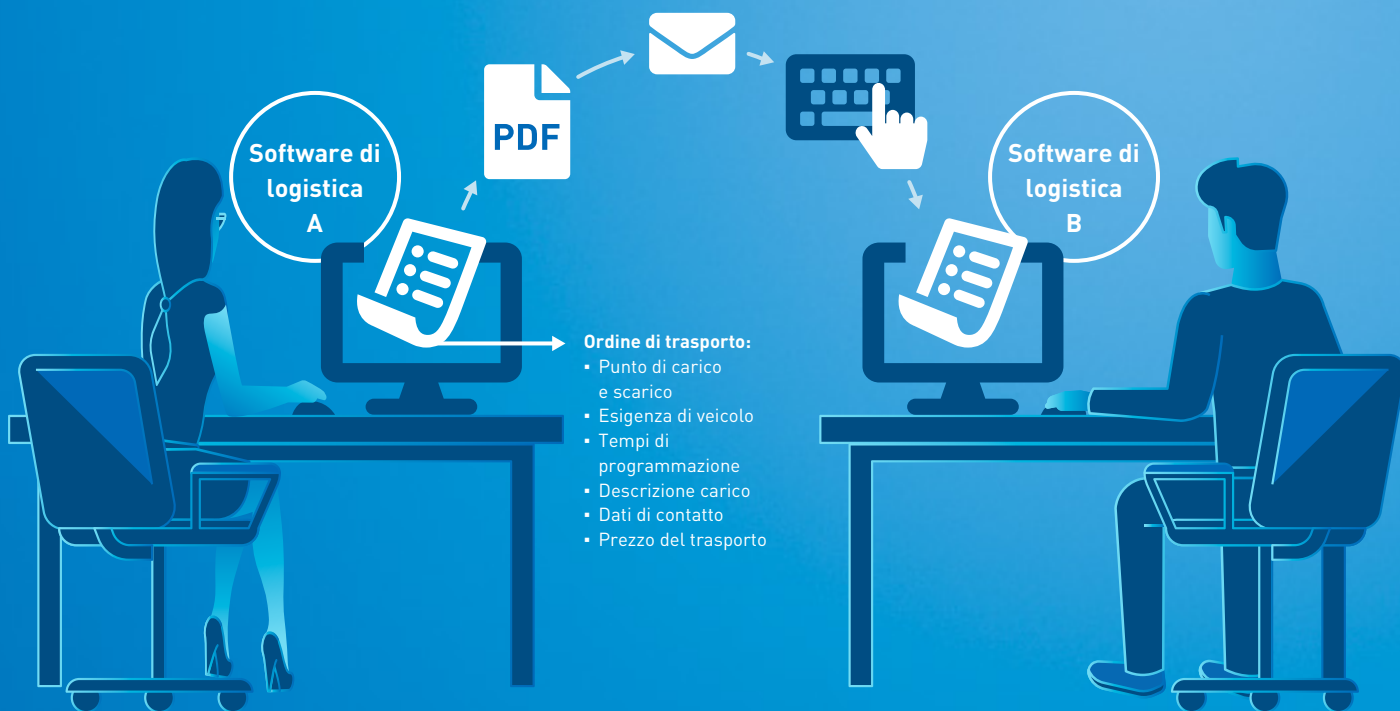 PDF
Software di
logistica
A
Software di
logistica
B
Ordine di trasporto:
▪ Punto di carico
e scarico
▪ Esigenza di veicolo
▪ Tempi di
programmazione
▪ Descrizione carico
▪ Dati di contatto
▪ Prezzo del trasporto